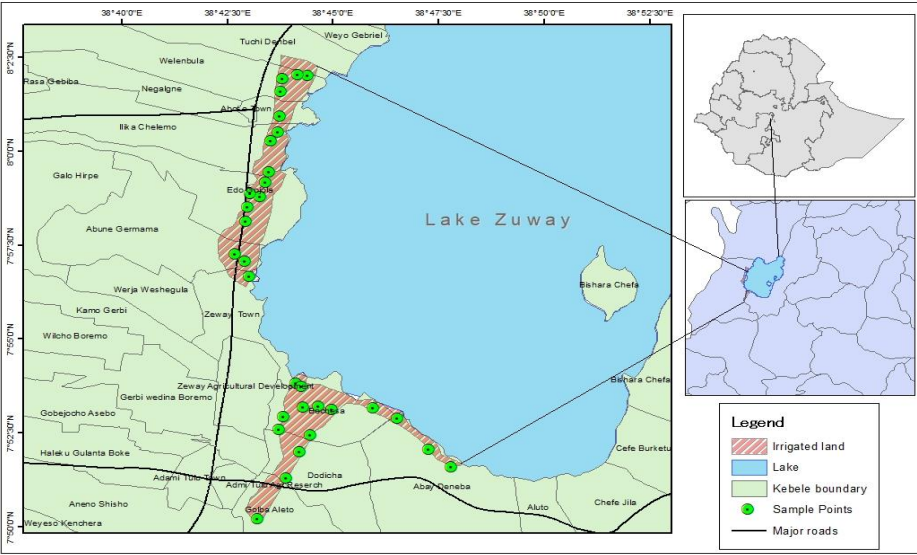 38°40'0"E 38°42'30"E 38°45'0"E 38°47'30"E 38°50'0"E 38°52'30"E
8°2'30"N
8°0'0"N
7°57'30"N
7°55'0"N
7°52'30"N
7°50'0"N
Weyo Gebriel
Tuchi Denbel
Welenbula
Rasa Gebiba
Negalgne
Abose Town
Ilika Chelemo
Galo Hirpe
Edo Gojola
Lake Zuway
Abune Germama
Bishara Chefa
Werja Weshegula
Kamo Gerbi
Zeway Town
Wilcho Boremo
Bishara Chefa
Zeway Agricultural Development
Gerbi wedina Boremo
Gobejocho Asebo
Bochesa
Cefe Burketu
Haleku Gulanta Boke
Adami Tulu Town
Dodicha
Admi Tulu Agr Reserch
Abay Deneba
Aneno Shisho
Golba Aleto
Aluto
Chefe Jila
Weyeso Kenchera
Legend
Irrigated land
Lake
Kebele boundary
Sample Points
Major roads